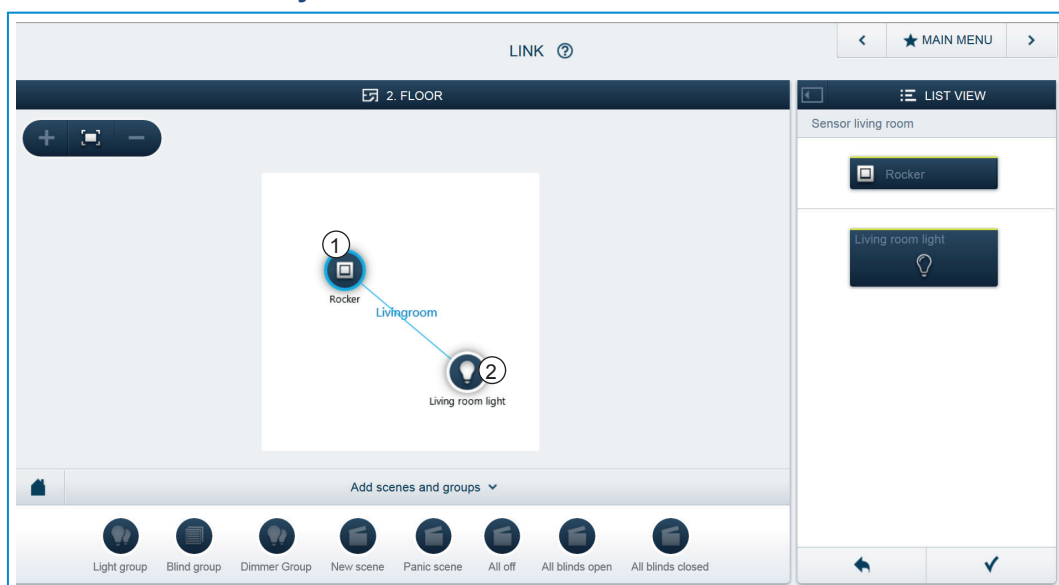 LINK ?
< ★ MAIN MENU >
2. FLOOR
LIST VIEW
Sensor living room
Rocker
Living room light
1
Rocker
Livingroom
2
Living room light
Add scenes and groups
Light group Blind group Dimmer Group New scene Panic scene All off All blinds open All blinds closed